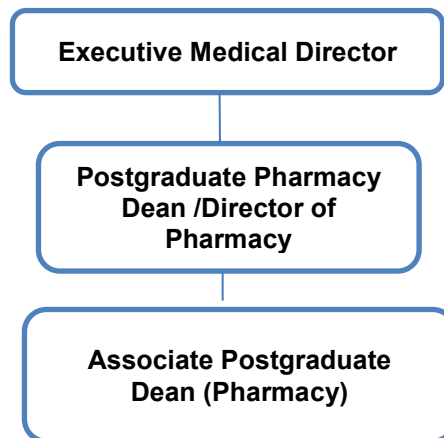 Executive Medical Director
Postgraduate Pharmacy
Dean /Director of
Pharmacy
Associate Postgraduate
Dean (Pharmacy)